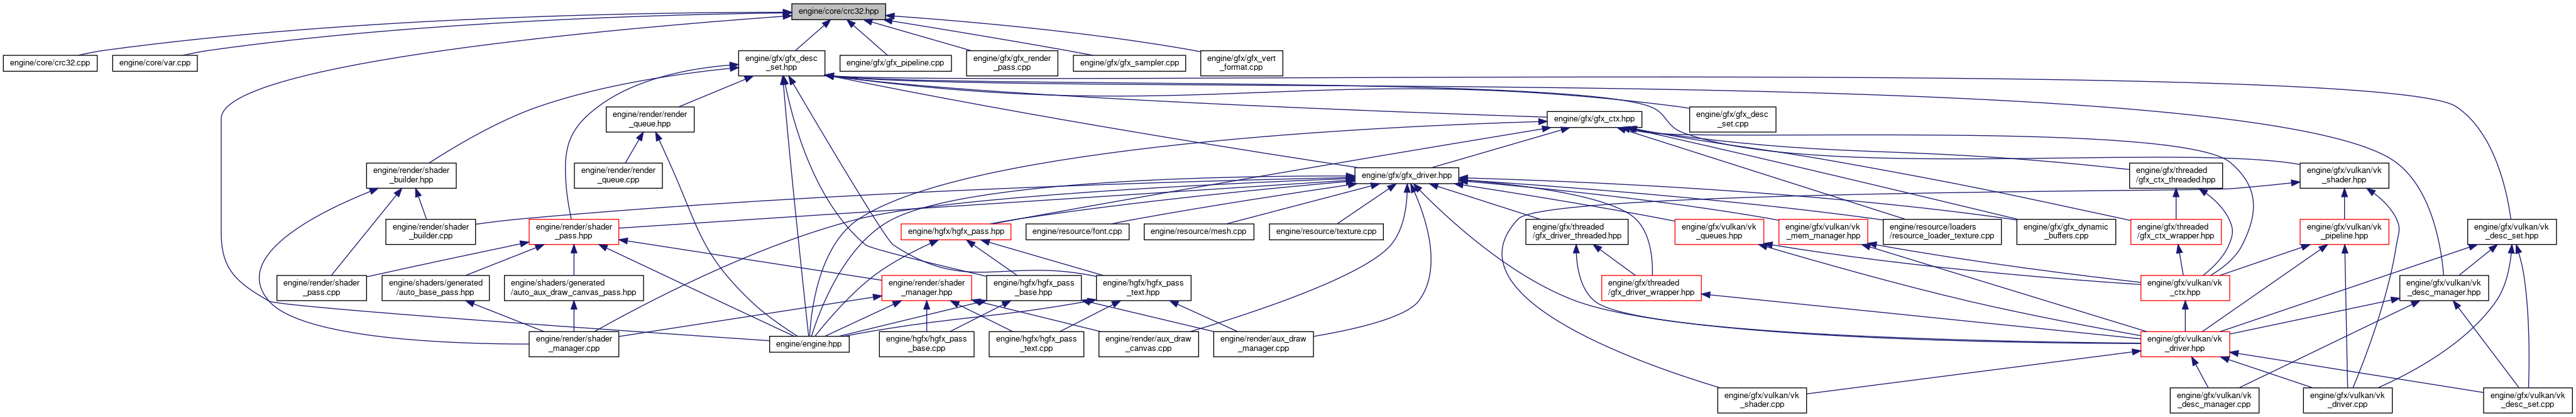 engine/core/crc32.hpp
engine/core/crc32.cpp
engine/core/var.cpp
engine/gfx/gfx_desc
_set.hpp
engine/gfx/gfx_pipeline.cpp
engine/gfx/gfx_render
_pass.cpp
engine/gfx/gfx_sampler.cpp
engine/gfx/gfx_vert
_format.cpp
engine/render/render
_queue.hpp
engine/gfx/gfx_ctx.hpp
engine/gfx/gfx_desc
_set.cpp
engine/render/shader
_builder.hpp
engine/render/render
_queue.cpp
engine/gfx/gfx_driver.hpp
engine/gfx/threaded
/gfx_ctx_threaded.hpp
engine/gfx/vulkan/vk
_shader.hpp
engine/render/shader
_builder.cpp
engine/render/shader
_pass.hpp
engine/hgfx/hgfx_pass.hpp
engine/resource/font.cpp
engine/resource/mesh.cpp
engine/resource/texture.cpp
engine/gfx/threaded
/gfx_driver_threaded.hpp
engine/gfx/vulkan/vk
_queues.hpp
engine/gfx/vulkan/vk
_mem_manager.hpp
engine/resource/loaders
/resource_loader_texture.cpp
engine/gfx/gfx_dynamic
_buffers.cpp
engine/gfx/threaded
/gfx_ctx_wrapper.hpp
engine/gfx/vulkan/vk
_pipeline.hpp
engine/gfx/vulkan/vk
_desc_set.hpp
engine/render/shader
_pass.cpp
engine/shaders/generated
/auto_base_pass.hpp
engine/shaders/generated
/auto_aux_draw_canvas_pass.hpp
engine/render/shader
_manager.hpp
engine/hgfx/hgfx_pass
_base.hpp
engine/hgfx/hgfx_pass
_text.hpp
engine/gfx/threaded
/gfx_driver_wrapper.hpp
engine/gfx/vulkan/vk
_ctx.hpp
engine/gfx/vulkan/vk
_desc_manager.hpp
engine/render/shader
_manager.cpp
engine/engine.hpp
engine/hgfx/hgfx_pass
_base.cpp
engine/hgfx/hgfx_pass
_text.cpp
engine/render/aux_draw
_canvas.cpp
engine/render/aux_draw
_manager.cpp
engine/gfx/vulkan/vk
_driver.hpp
engine/gfx/vulkan/vk
_shader.cpp
engine/gfx/vulkan/vk
_desc_manager.cpp
engine/gfx/vulkan/vk
_driver.cpp
engine/gfx/vulkan/vk
_desc_set.cpp